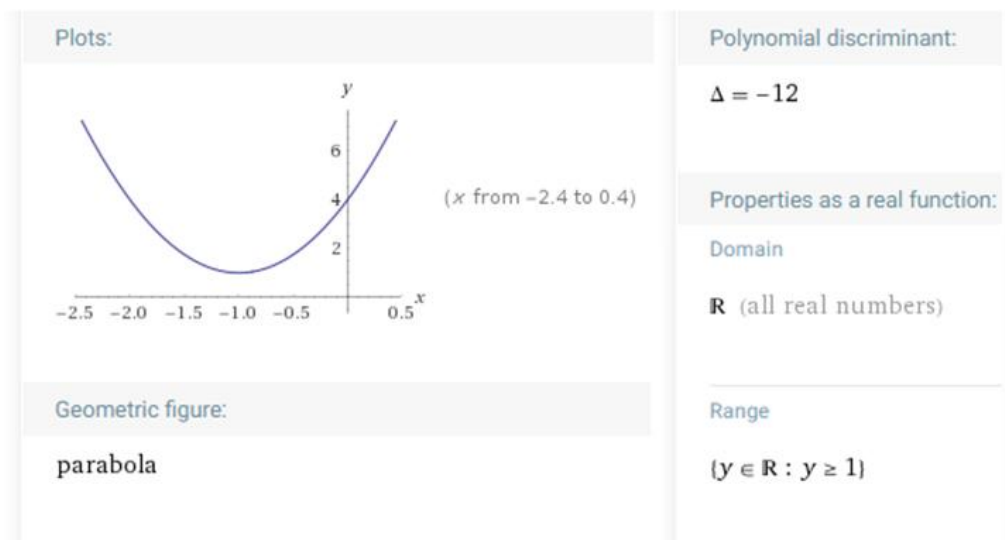 Plots:
y
6
4
(x from −2.4 to 0.4)
2
−2.5 −2.0 −1.5 −1.0 −0.5 0.5 x
Geometric figure:
parabola
Polynomial discriminant:
Δ = −12
Properties as a real function:
Domain
ℝ (all real numbers)
Range
{y ∈ ℝ : y ≥ 1}